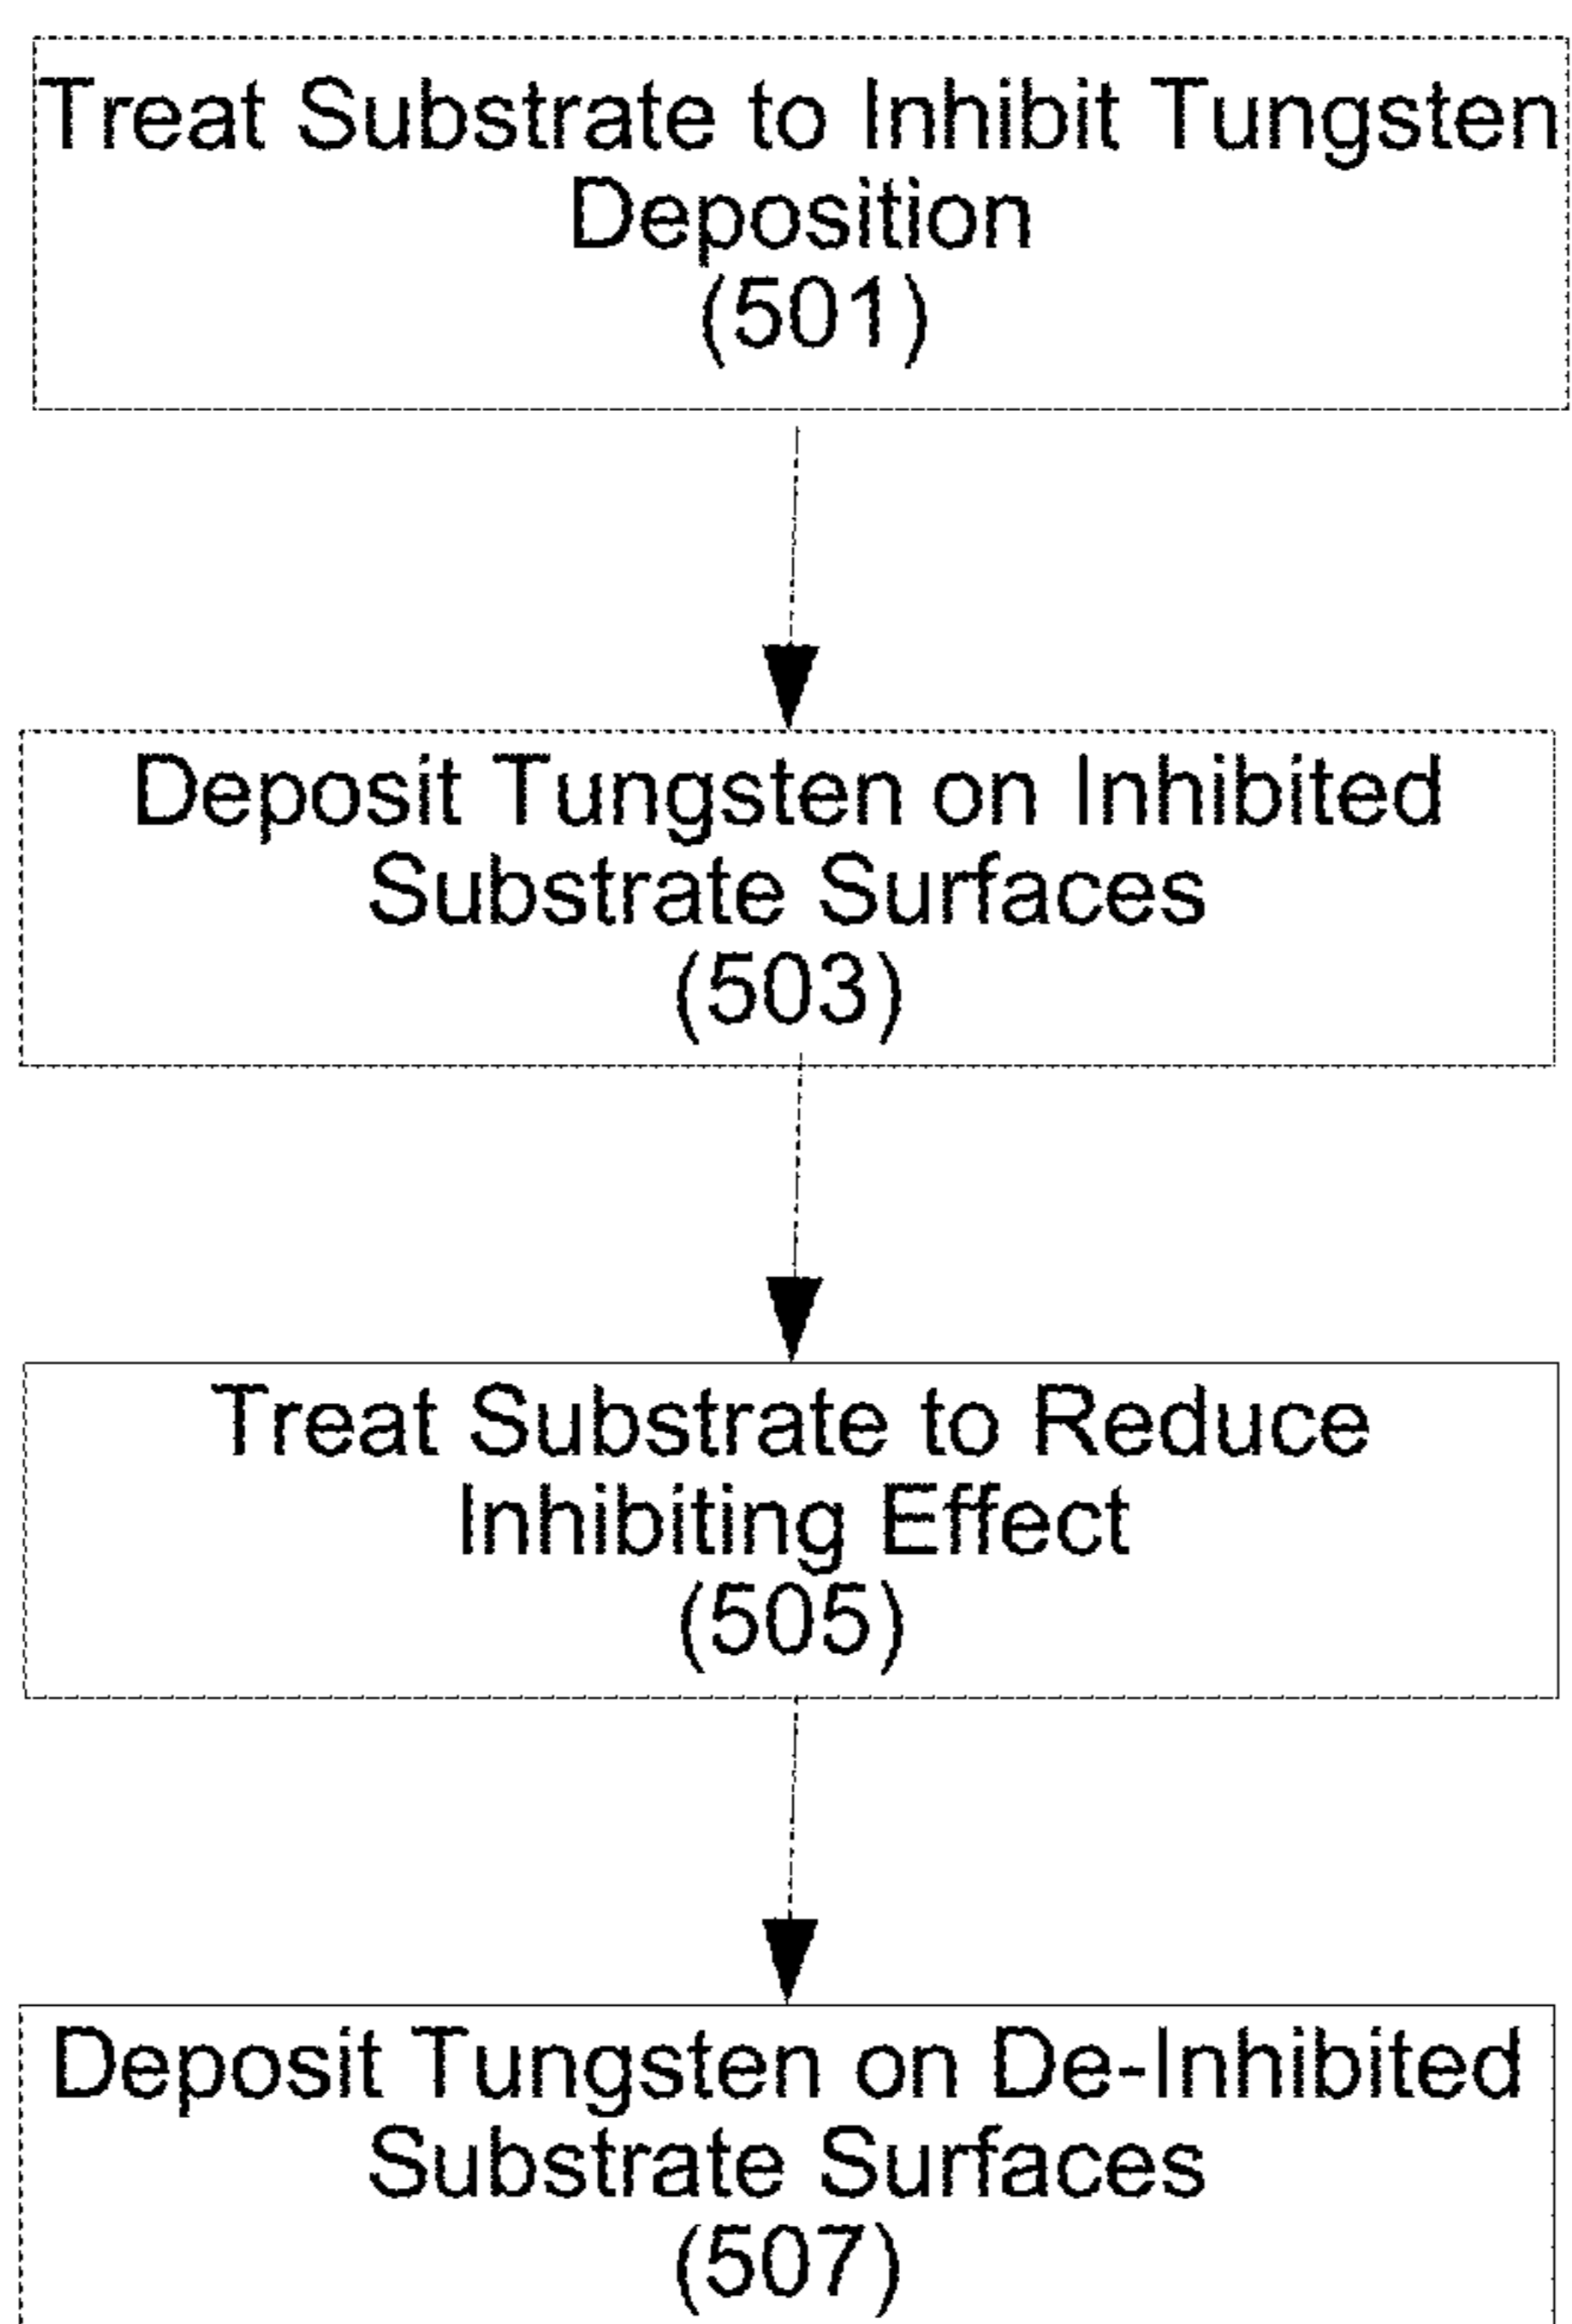 Treat Substrate to Inhibit Tungsten
Deposition
(501)
Deposit Tungsten on Inhibited
Substrate Surfaces
(503)
Treat Substrate to Reduce
Inhibiting Effect
(505)
Deposit Tungsten on De-Inhibited
Substrate Surfaces
(507)